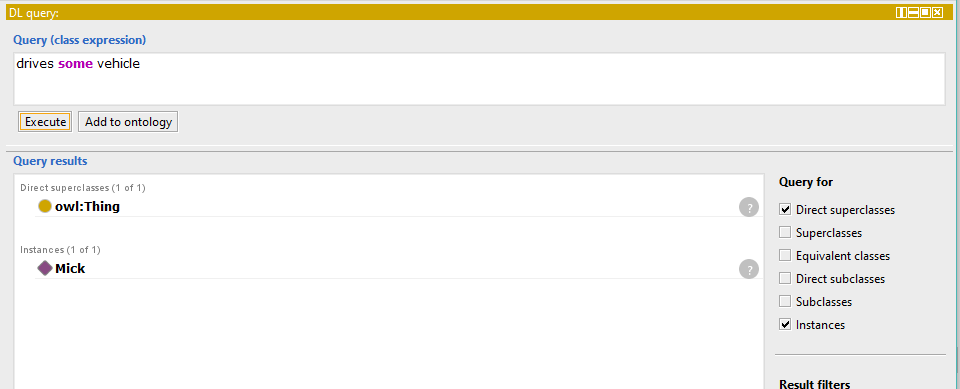 DL query:
Query (class expression)
drives some vehicle
Execute
Add to ontology
Query results
Direct superclasses (1 of 1)
owl:Thing
?
Instances (1 of 1)
Mick
?
Query for
Direct superclasses
Superclasses
Equivalent classes
Direct subclasses
Subclasses
Instances
Result filters